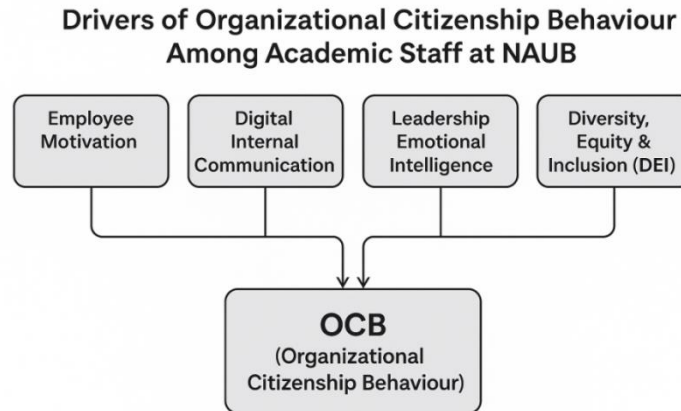 Drivers of Organizational Citizenship Behaviour
Among Academic Staff at NAUB
Employee
Motivation
Digital
Internal
Communication
Leadership
Emotional
Intelligence
Diversity,
Equity &
Inclusion (DEI)
OCB
(Organizational
Citizenship Behaviour)